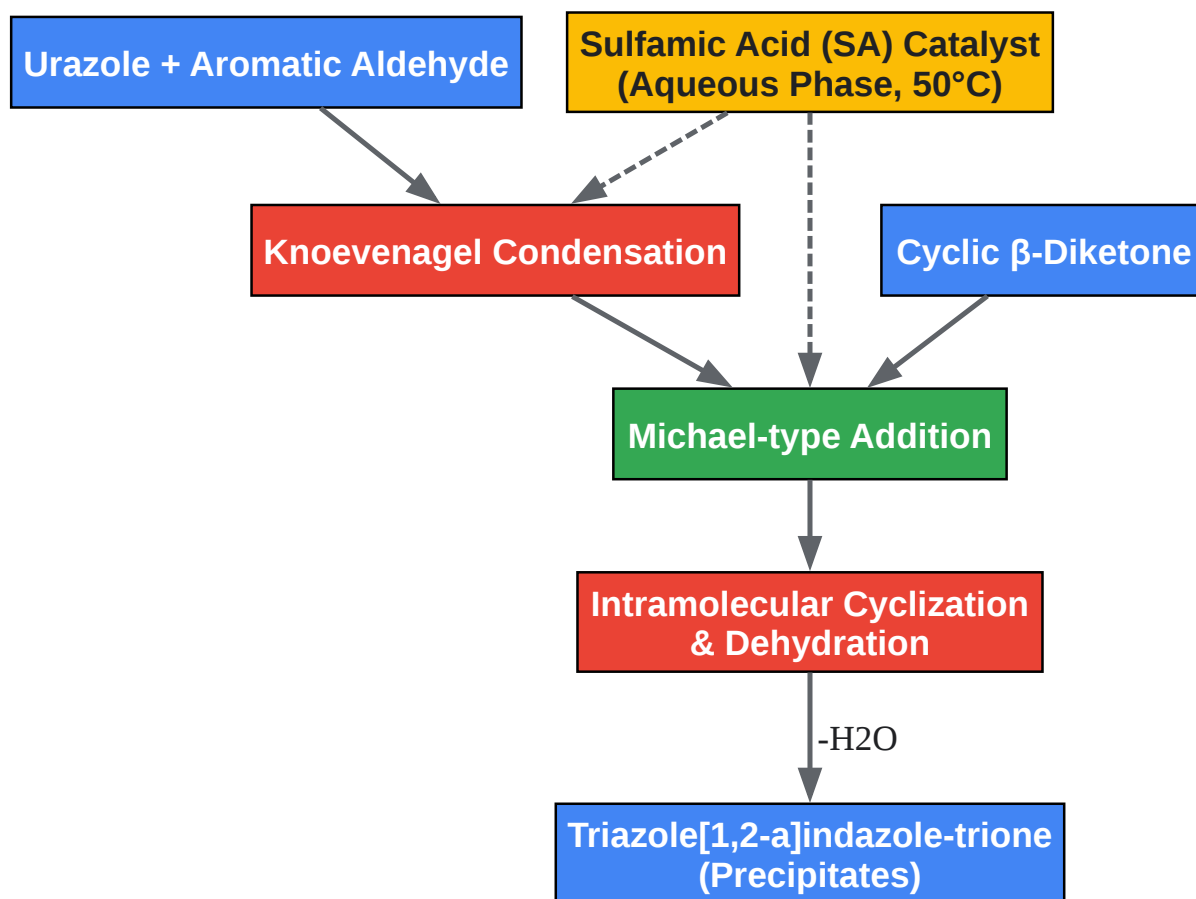 Urazole + Aromatic Aldehyde
Sulfamic Acid (SA) Catalyst
(Aqueous Phase, 50°C)
Knoevenagel Condensation
Cyclic β-Diketone
Michael-type Addition
Intramolecular Cyclization
& Dehydration
-H2O
Triazole[1,2-a]indazole-trione
(Precipitates)